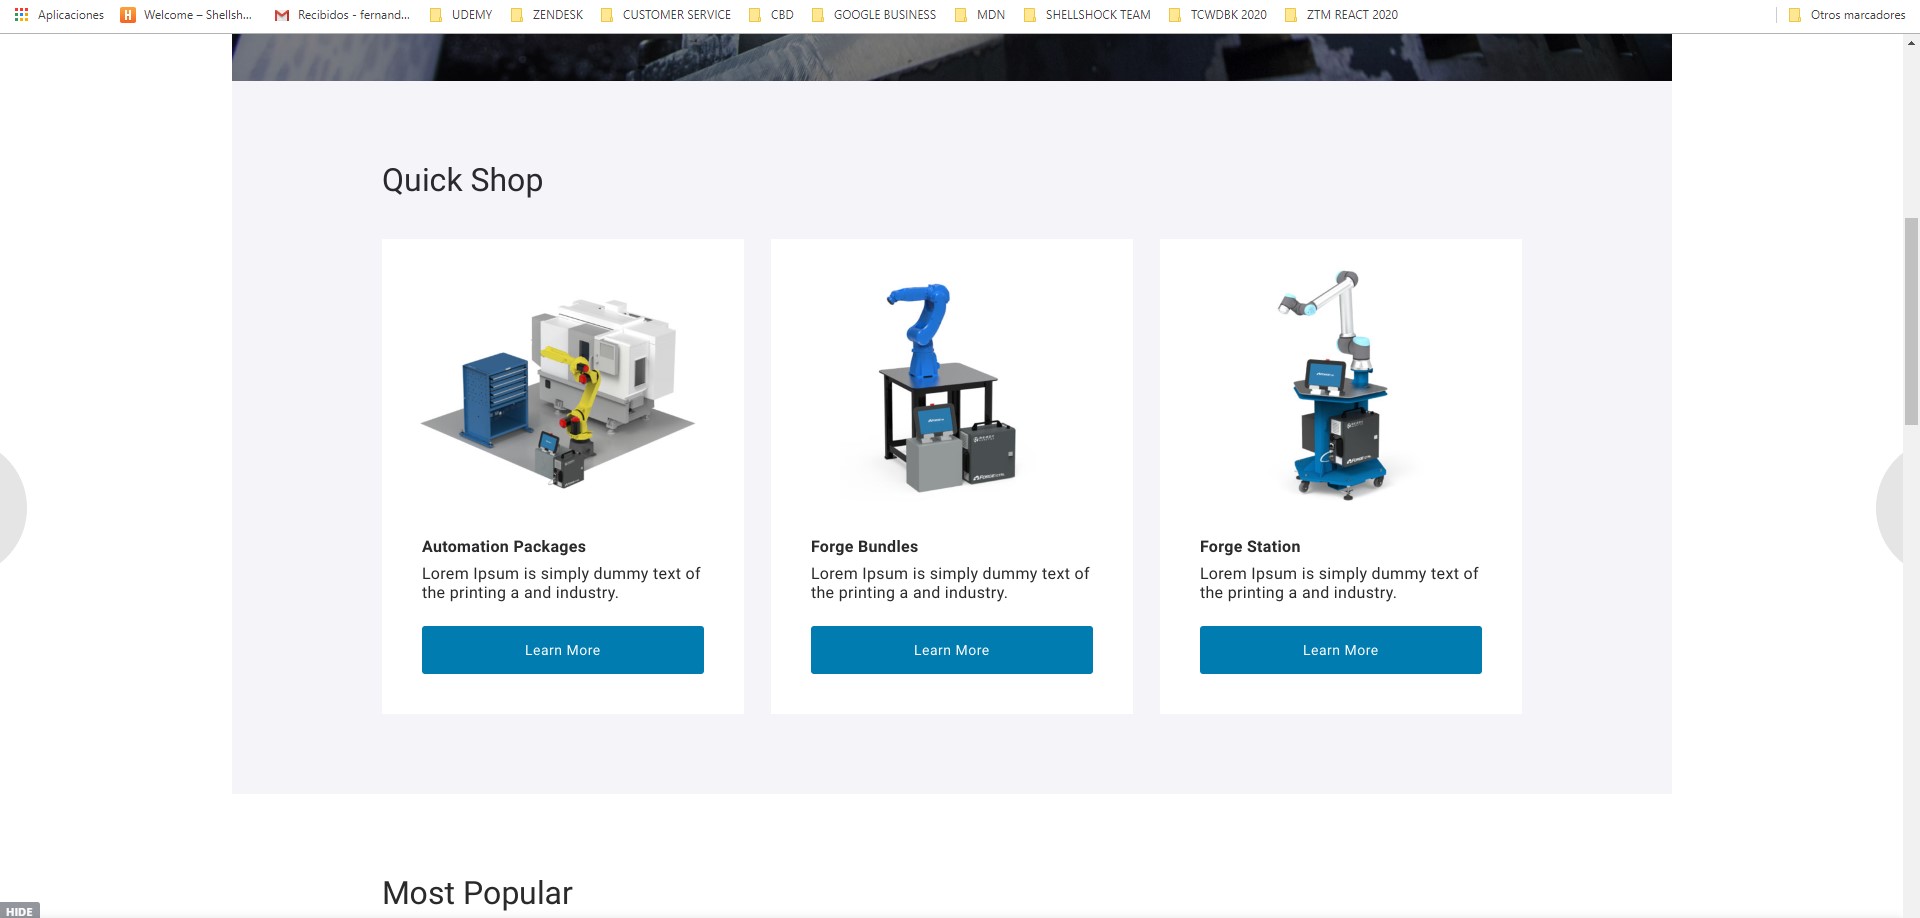 Aplicaciones
Welcome – Shellsh...
Recibidos - fernand...
UDEMY
ZENDESK
CUSTOMER SERVICE
CBD
GOOGLE BUSINESS
MDN
SHELLSHOCK TEAM
TCWDBK 2020
ZTM REACT 2020
Otros marcadores
Quick Shop
Automation Packages
Lorem Ipsum is simply dummy text of
the printing a and industry.
Learn More
Forge Bundles
Lorem Ipsum is simply dummy text of
the printing a and industry.
Learn More
Forge Station
Lorem Ipsum is simply dummy text of
the printing a and industry.
Learn More
Most Popular
HIDE